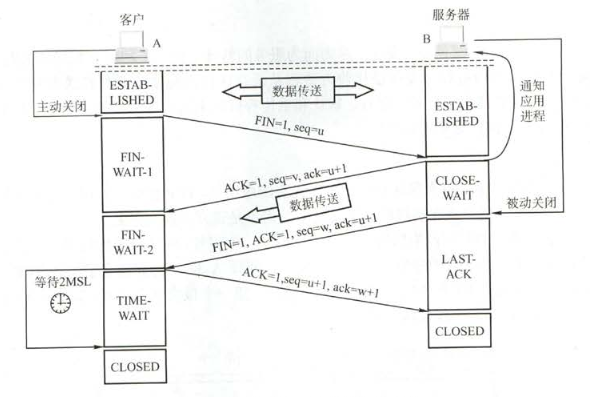 客户
A
服务器
B
ESTAB-
LISHED
数据传送
ESTAB-
LISHED
通知
应用
进程
主动关闭
FIN=1, seq=u
FIN-
WAIT-1
ACK=1, seq=v, ack=u+1
CLOSE-
WAIT
数据传送
被动关闭
FIN-
WAIT-2
FIN=1, ACK=1, seq=w, ack=u+1
LAST-
ACK
等待2MSL
ACK=1,seq=u+1, ack=w+1
TIME-
WAIT
CLOSED
CLOSED